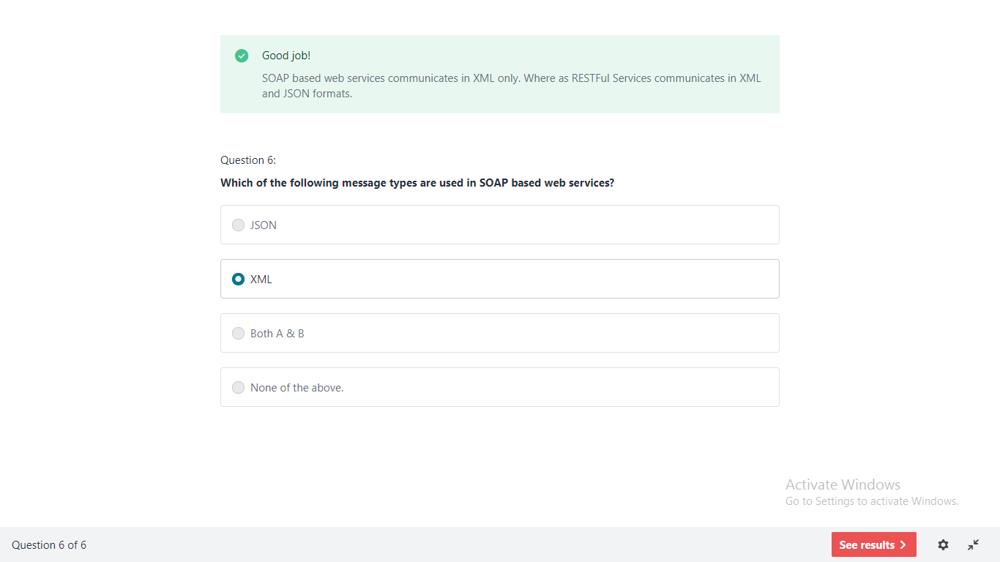 Good job!
SOAP based web services communicates in XML only. Where as RESTFul Services communicates in XML
and JSON formats.
Question 6:
Which of the following message types are used in SOAP based web services?
JSON
XML
Both A & B
None of the above.
Activate Windows
Go to Settings to activate Windows.
Question 6 of 6
See results